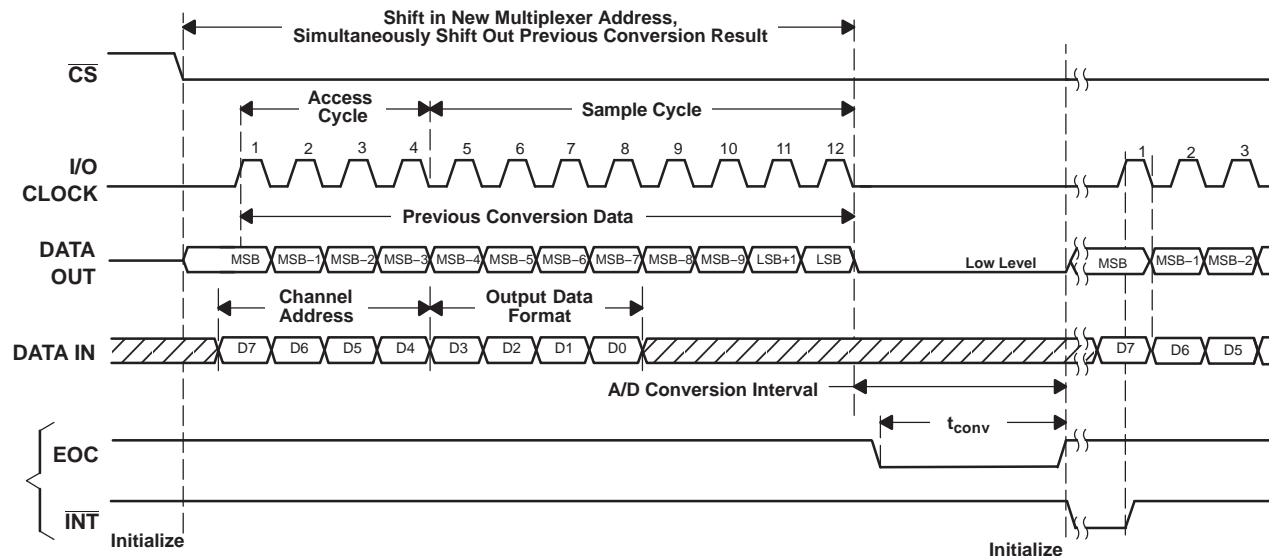 Shift in New Multiplexer Address,
Simultaneously Shift Out Previous Conversion Result
CS
Access
Cycle
Sample Cycle
I/O
CLOCK
1 2 3 4 5 6 7 8 9 10 11 12 1 2 3
Previous Conversion Data
DATA
OUT
MSB MSB–1 MSB–2 MSB–3 MSB–4 MSB–5 MSB–6 MSB–7 MSB–8 MSB–9 LSB+1 LSB Low Level MSB MSB–1 MSB–2
Channel
Address
Output Data
Format
DATA IN D7 D6 D5 D4 D3 D2 D1 D0 D7 D6 D5
A/D Conversion Interval
tconv
EOC
INT
Initialize
Initialize